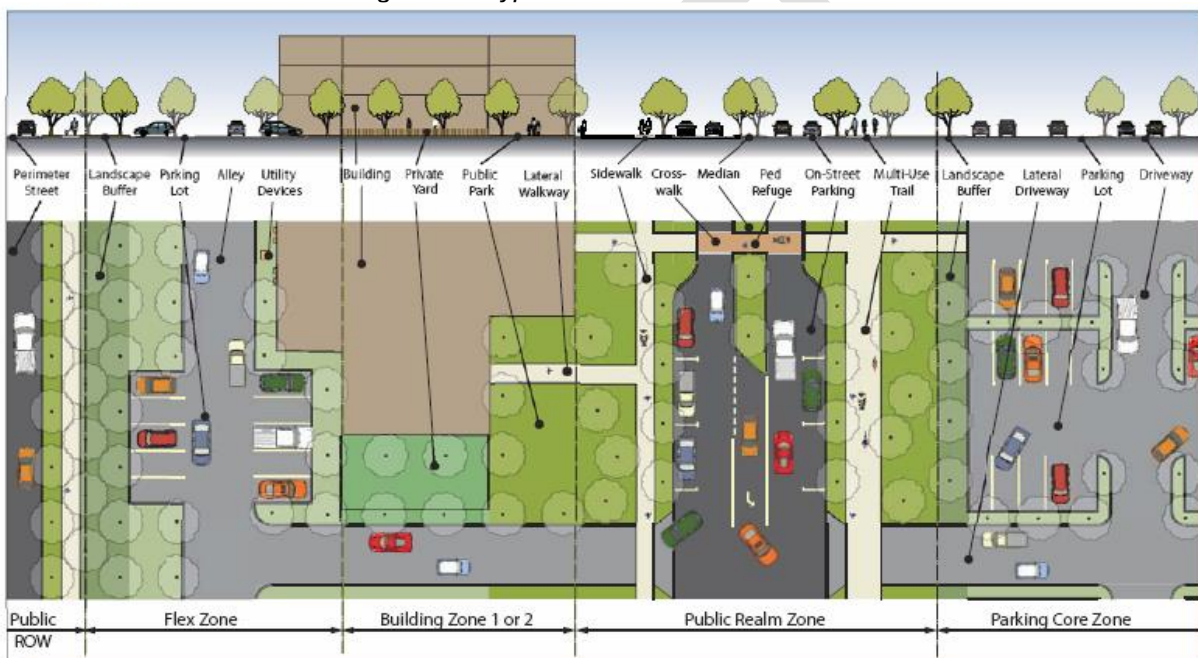 Perimeter Street
Landscape Buffer
Parking Lot
Alley
Utility Devices
Building
Private Yard
Public Park
Lateral Walkway
Sidewalk
Cross-walk
Median
Ped Refuge
On-Street Parking
Multi-Use Trail
Landscape Buffer
Lateral Driveway
Parking Lot
Driveway
Public ROW
Flex Zone
Building Zone 1 or 2
Public Realm Zone
Parking Core Zone